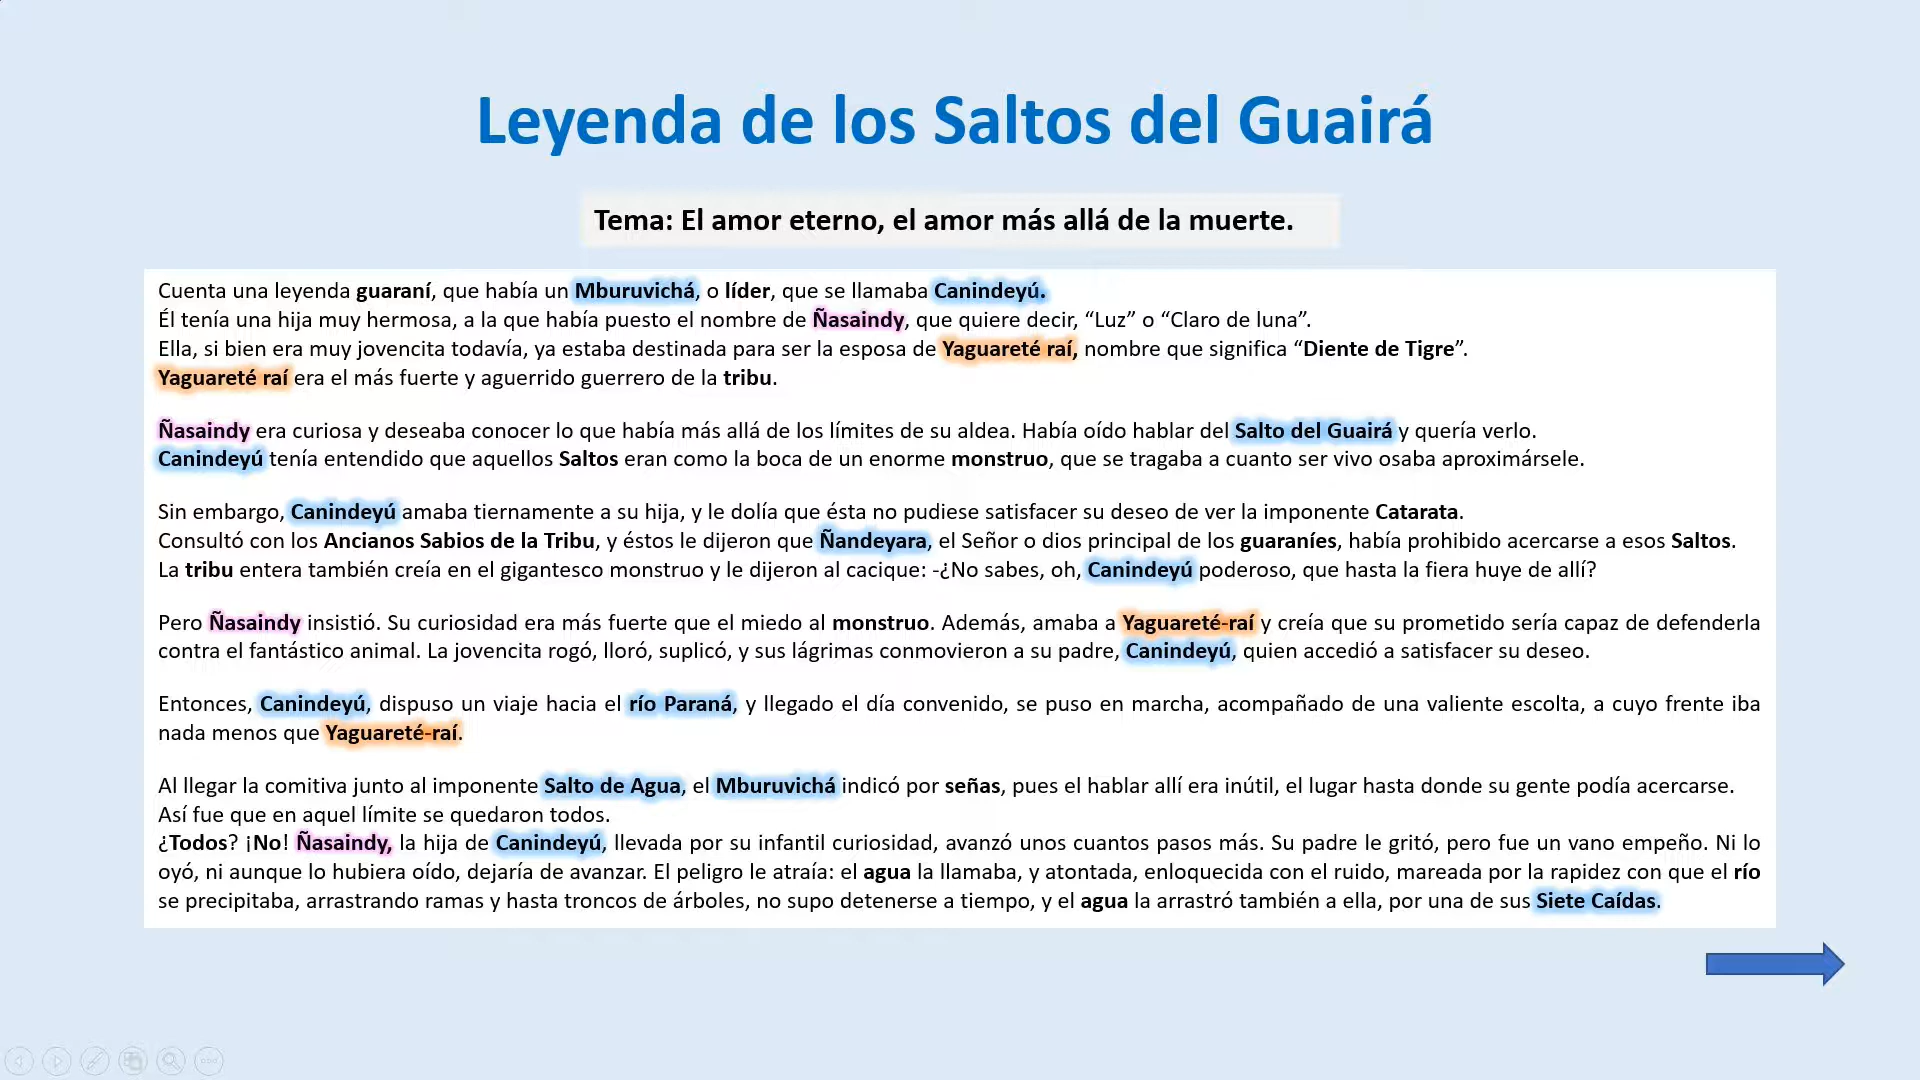 Leyenda de los Saltos del Guairá
Tema: El amor eterno, el amor más allá de la muerte.
Cuenta una leyenda guaraní, que había un Mburuvichá, o líder, que se llamaba Canindeyú.
Él tenía una hija muy hermosa, a la que había puesto el nombre de Ñasaindy, que quiere decir, “Luz” o “Claro de luna”.
Ella, si bien era muy jovencita todavía, ya estaba destinada para ser la esposa de Yaguareté raí, nombre que significa “Diente de Tigre”.
Yaguareté raí era el más fuerte y aguerrido guerrero de la tribu.
Ñasaindy era curiosa y deseaba conocer lo que había más allá de los límites de su aldea. Había oído hablar del Salto del Guairá y quería verlo.
Canindeyú tenía entendido que aquellos Saltos eran como la boca de un enorme monstruo, que se tragaba a cuanto ser vivo osaba aproximársele.
Sin embargo, Canindeyú amaba tiernamente a su hija, y le dolía que ésta no pudiese satisfacer su deseo de ver la imponente Catarata.
Consultó con los Ancianos Sabios de la Tribu, y éstos le dijeron que Ñandeyara, el Señor o dios principal de los guaraníes, había prohibido acercarse a esos Saltos.
La tribu entera también creía en el gigantesco monstruo y le dijeron al cacique: -¿No sabes, oh, Canindeyú poderoso, que hasta la fiera huye de allí?
Pero Ñasaindy insistió. Su curiosidad era más fuerte que el miedo al monstruo. Además, amaba a Yaguareté-raí y creía que su prometido sería capaz de defenderla
contra el fantástico animal. La jovencita rogó, lloró, suplicó, y sus lágrimas conmovieron a su padre, Canindeyú, quien accedió a satisfacer su deseo.
Entonces, Canindeyú, dispuso un viaje hacia el río Paraná, y llegado el día convenido, se puso en marcha, acompañado de una valiente escolta, a cuyo frente iba
nada menos que Yaguareté-raí.
Al llegar la comitiva junto al imponente Salto de Agua, el Mburuvichá indicó por señas, pues el hablar allí era inútil, el lugar hasta donde su gente podía acercarse.
Así fue que en aquel límite se quedaron todos.
¿Todos? ¡No! Ñasaindy, la hija de Canindeyú, llevada por su infantil curiosidad, avanzó unos cuantos pasos más. Su padre le gritó, pero fue un vano empeño. Ni lo
oyó, ni aunque lo hubiera oído, dejaría de avanzar. El peligro le atraía: el agua la llamaba, y atontada, enloquecida con el ruido, mareada por la rapidez con que el río
se precipitaba, arrastrando ramas y hasta troncos de árboles, no supo detenerse a tiempo, y el agua la arrastró también a ella, por una de sus Siete Caídas.